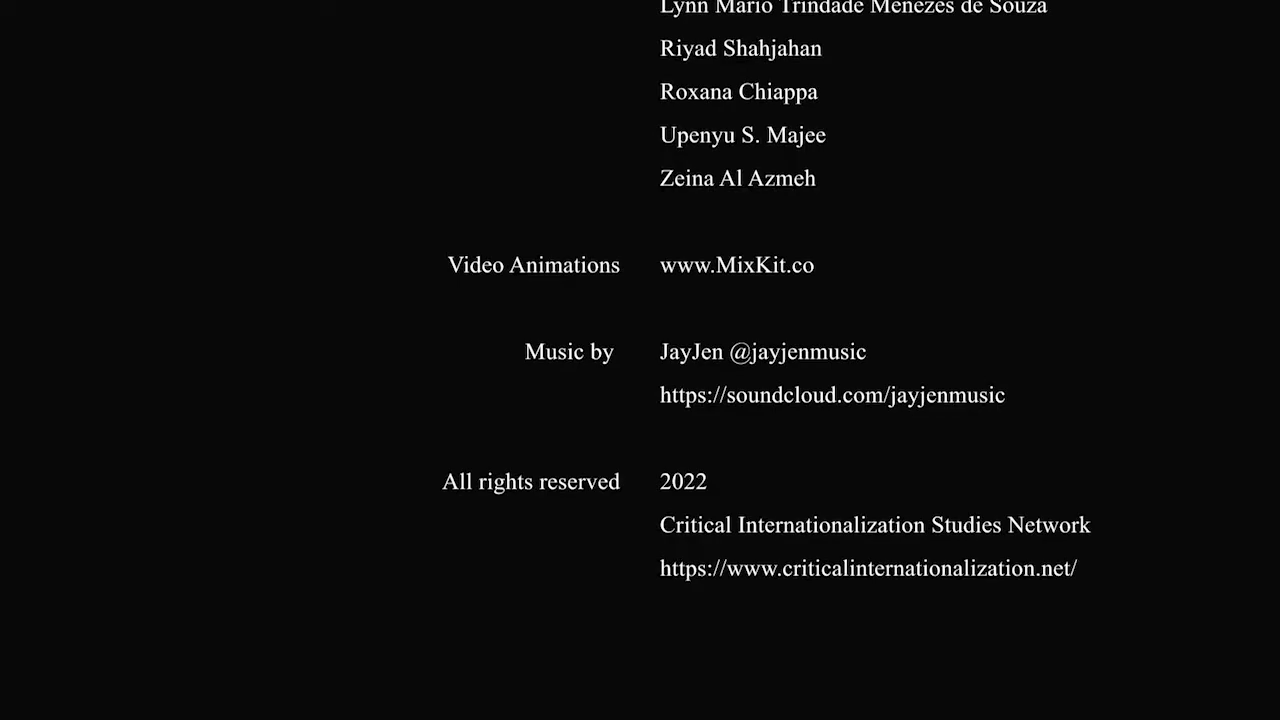 Lynn Mario Trindade Menezes de Souza
Riyad Shahjahan
Roxana Chiappa
Upenyu S. Majee
Zeina Al Azmeh
Video Animations www.MixKit.co
Music by JayJen @jayjenmusic
https://soundcloud.com/jayjenmusic
All rights reserved 2022
Critical Internationalization Studies Network
https://www.criticalinternationalization.net/